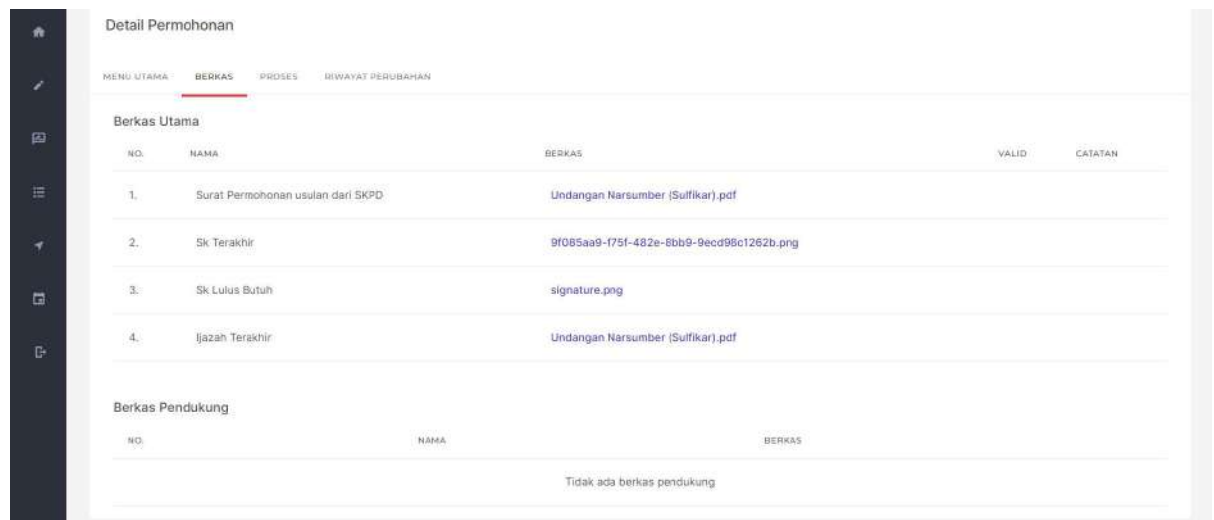 Detail Permohonan
MENU UTAMA BERKAS PROSES RIWAYAT PERUBAHAN
Berkas Utama
NO. NAMA BERKAS VALID CATATAN
1. Surat Permohonan usulan dari SKPD Undangan Narsumber (Sulfikar).pdf
2. Sk Terakhir 9f085aa9-f75f-482e-8bb9-9ecd98c1262b.png
3. Sk Lulus Butuh signature.png
4. Ijazah Terakhir Undangan Narsumber (Sulfikar).pdf
Berkas Pendukung
NO. NAMA BERKAS
Tidak ada berkas pendukung